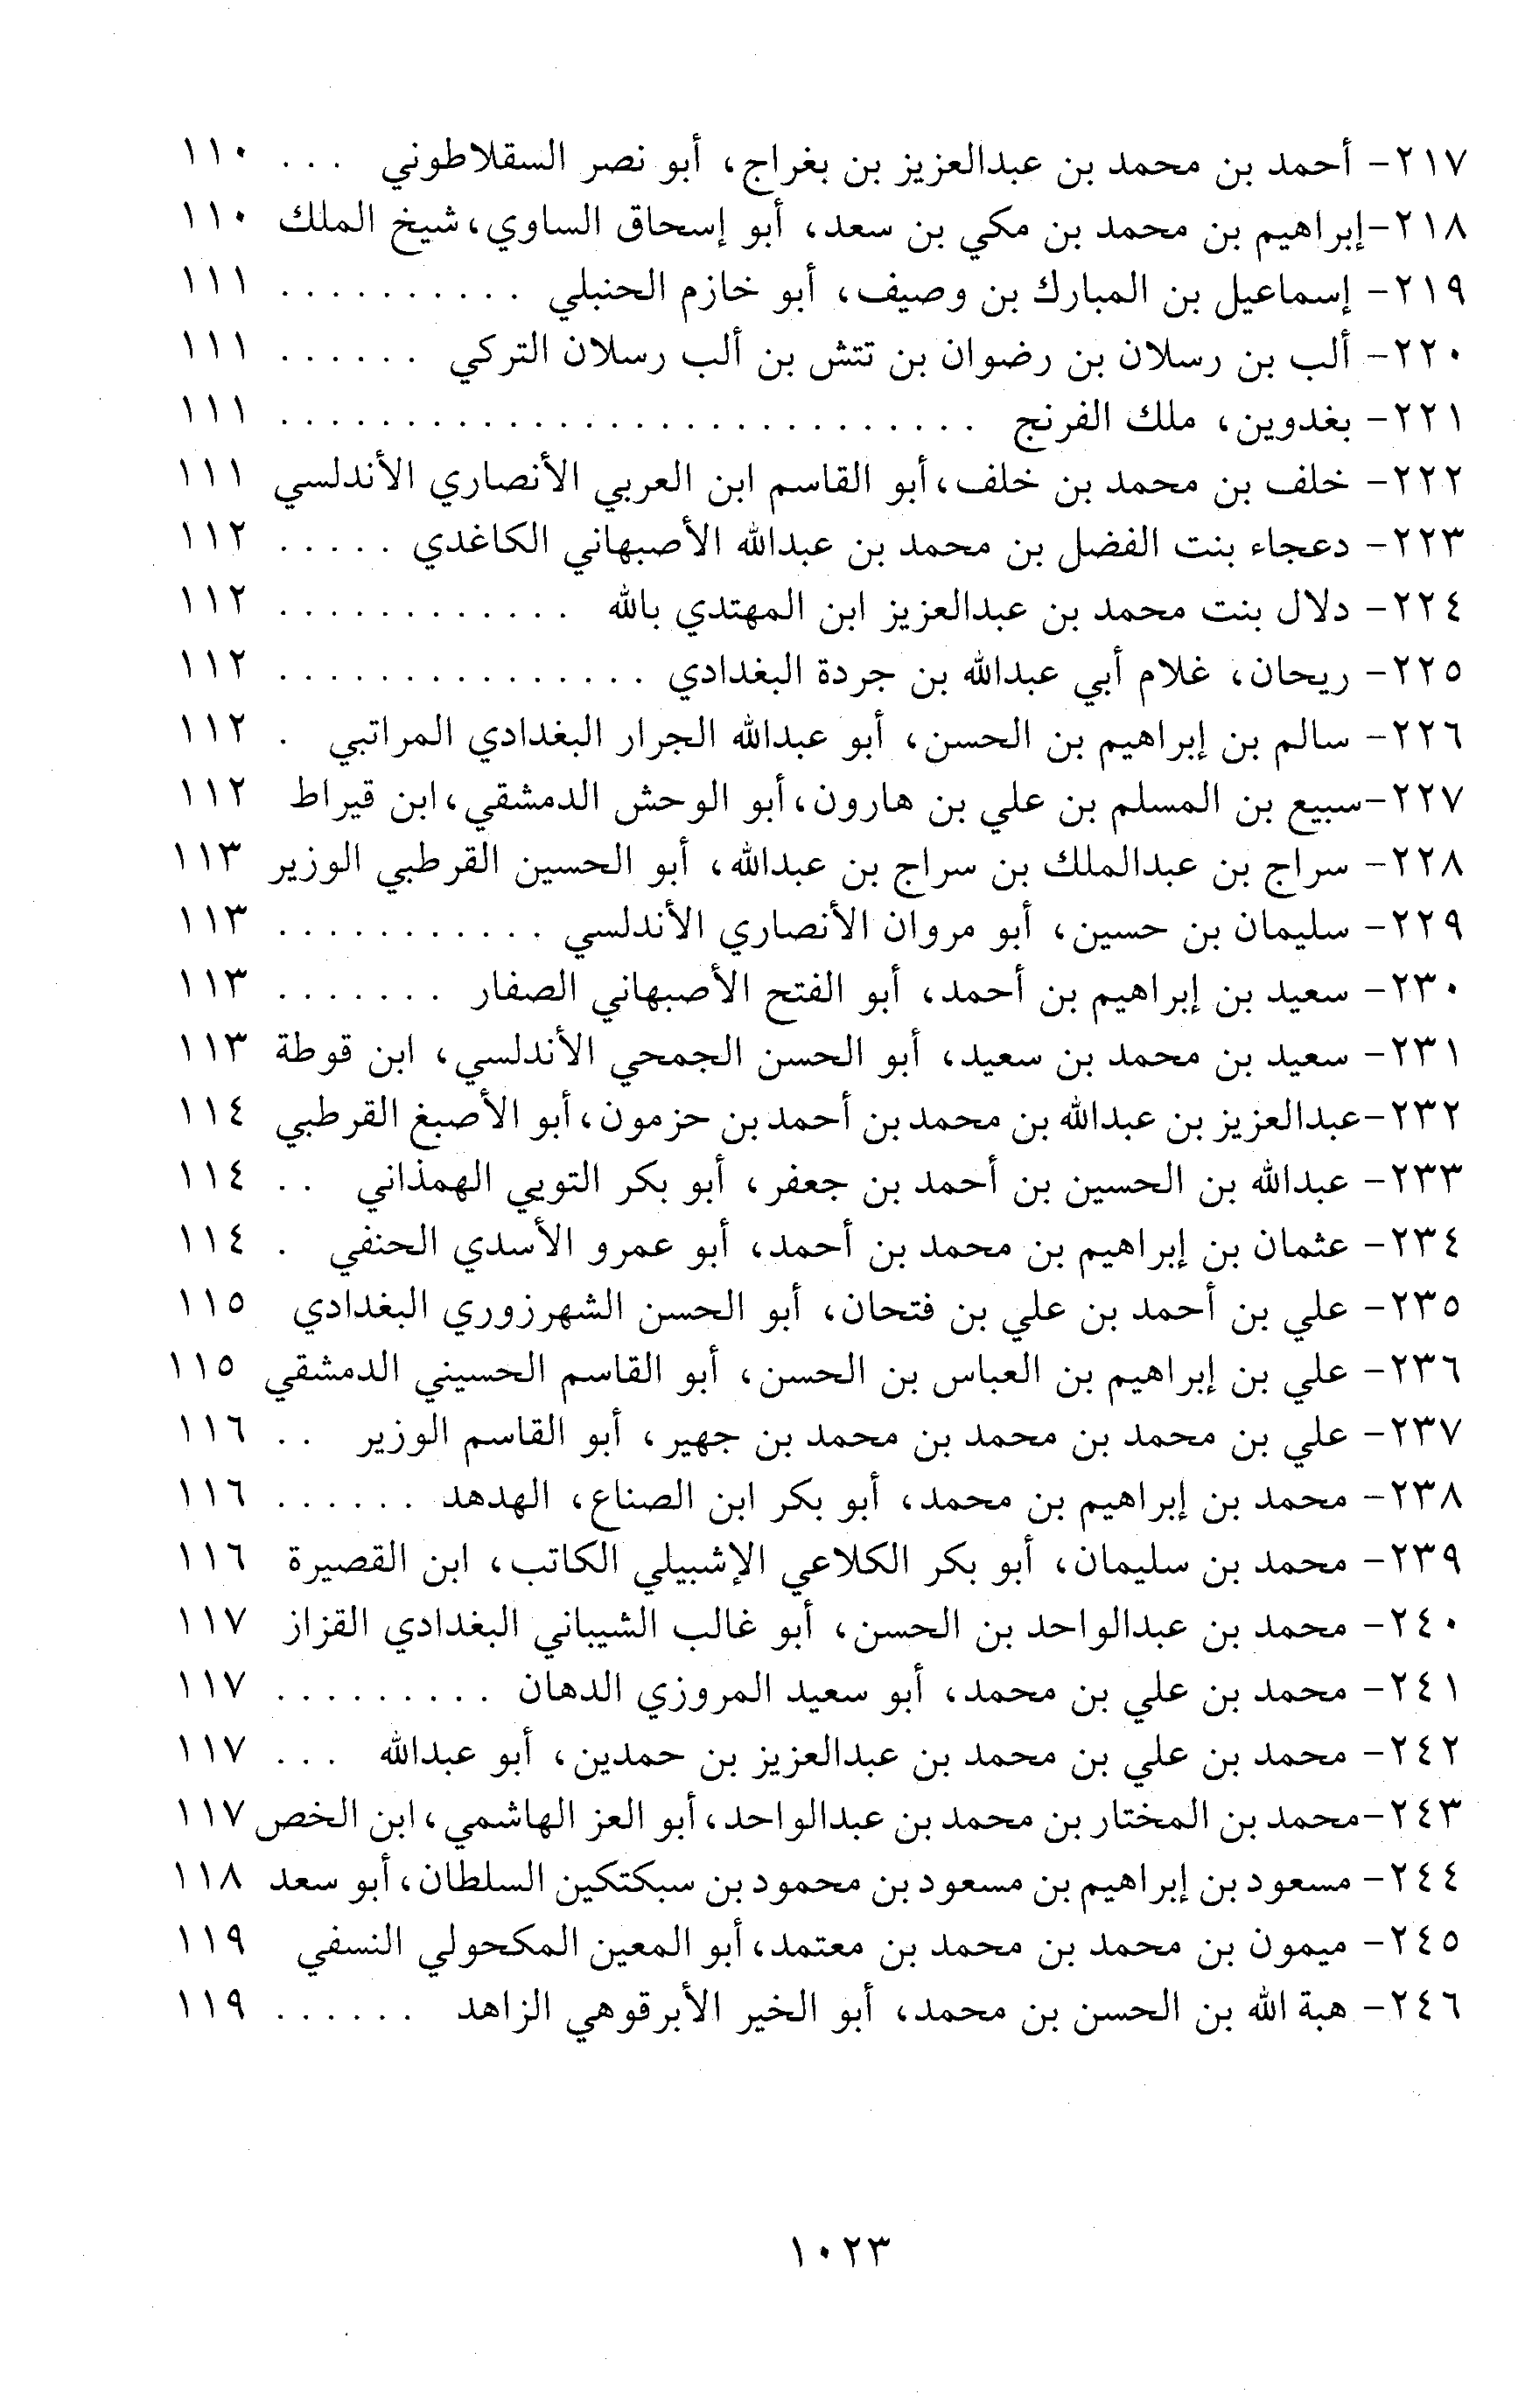 ٢١٧- أحمد بن محمد بن عبدالعزيز بن بغراج، أبو نصر السقلاطوني . . . ١١٠
٢١٨-إبراهيم بن محمد بن مكي بن سعد، أبو إسحاق الساوي، شيخ الملك ١١٠
٢١٩- إسماعيل بن المبارك بن وصيف، أبو خازم الحنبلي . . . . . . . . . . ١١١
٢٢٠- ألب بن رسلان بن رضوان بن تتش بن ألب رسلان التركي . . . . . . ١١١
٢٢١- بغدوين، ملك الفرنج . . . . . . . . . . . . . . . . . . . . . . . . . . . . ١١١
٢٢٢- خلف بن محمد بن خلف، أبو القاسم ابن العربي الأنصاري الأندلسي ١١١
٢٢٣- دعجاء بنت الفضل بن محمد بن عبدالله الأصبهاني الكاغدي . . . . . ١١٢
٢٢٤- دلال بنت محمد بن عبدالعزيز ابن المهتدي بالله . . . . . . . . . . . . ١١٢
٢٢٥- ريحان، غلام أبي عبدالله بن جردة البغدادي . . . . . . . . . . . . . . . ١١٢
٢٢٦- سالم بن إبراهيم بن الحسن، أبو عبدالله الجرار البغدادي المراتبي . ١١٢
٢٢٧-سبيع بن المسلم بن علي بن هارون، أبو الوحش الدمشقي، ابن قيراط ١١٢
٢٢٨- سراج بن عبدالملك بن سراج بن عبدالله، أبو الحسين القرطبي الوزير ١١٣
٢٢٩- سليمان بن حسين، أبو مروان الأنصاري الأندلسي . . . . . . . . . . . ١١٣
٢٣٠- سعيد بن إبراهيم بن أحمد، أبو الفتح الأصبهاني الصفار . . . . . . . ١١٣
٢٣١- سعيد بن محمد بن سعيد، أبو الحسن الجمحي الأندلسي، ابن قوطة ١١٣
٢٣٢-عبدالعزيز بن عبدالله بن محمد بن أحمد بن حزمون، أبو الأصبغ القرطبي ١١٤
٢٣٣- عبدالله بن الحسين بن أحمد بن جعفر، أبو بكر التويي الهمذاني . . ١١٤
٢٣٤- عثمان بن إبراهيم بن محمد بن أحمد، أبو عمرو الأسدي الحنفي . ١١٤
٢٣٥- علي بن أحمد بن علي بن فتحان، أبو الحسن الشهرزوري البغدادي ١١٥
٢٣٦- علي بن إبراهيم بن العباس بن الحسن، أبو القاسم الحسيني الدمشقي ١١٥
٢٣٧- علي بن محمد بن محمد بن محمد بن جهير، أبو القاسم الوزير . . ١١٦
٢٣٨- محمد بن إبراهيم بن محمد، أبو بكر ابن الصناع، الهدهد . . . . . . ١١٦
٢٣٩- محمد بن سليمان، أبو بكر الكلاعي الإشبيلي الكاتب، ابن القصيرة ١١٦
٢٤٠- محمد بن عبدالواحد بن الحسن، أبو غالب الشيباني البغدادي القزاز ١١٧
٢٤١- محمد بن علي بن محمد، أبو سعيد المروزي الدهان . . . . . . . . . ١١٧
٢٤٢- محمد بن علي بن محمد بن عبدالعزيز بن حمدين، أبو عبدالله . . . ١١٧
٢٤٣-محمد بن المختار بن محمد بن عبدالواحد، أبو العز الهاشمي، ابن الخص ١١٧
٢٤٤- مسعود بن إبراهيم بن مسعود بن محمود بن سبكتكين السلطان، أبو سعد ١١٨
٢٤٥- ميمون بن محمد بن محمد بن معتمد، أبو المعين المكحولي النسفي ١١٩
٢٤٦- هبة الله بن الحسن بن محمد، أبو الخير الأبرقوهي الزاهد . . . . . . ١١٩
١٠٢٣